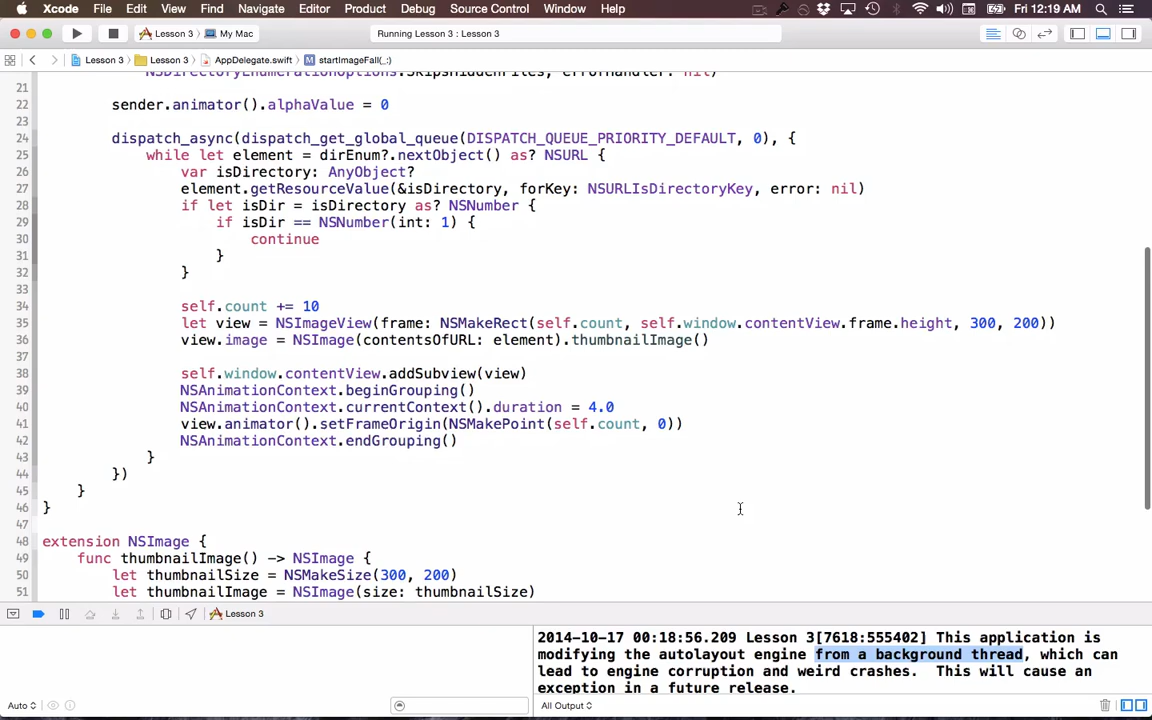 Xcode File Edit View Find Navigate Editor Product Debug Source Control Window Help Fri 12:19 AM
Lesson 3 My Mac Running Lesson 3 : Lesson 3
Lesson 3 Lesson 3 AppDelegate.swift M startImageFall(_:)
NSDirectoryEnumerationOptions.SkipsHiddenFiles, errorHandler: nil)
21
22 sender.animator().alphaValue = 0
23
24 dispatch_async(dispatch_get_global_queue(DISPATCH_QUEUE_PRIORITY_DEFAULT, 0), {
25 while let element = dirEnum?.nextObject() as? NSURL {
26 var isDirectory: AnyObject?
27 element.getResourceValue(&isDirectory, forKey: NSURLIsDirectoryKey, error: nil)
28 if let isDir = isDirectory as? NSNumber {
29 if isDir == NSNumber(int: 1) {
30 continue
31 }
32 }
33
34 self.count += 10
35 let view = NSImageView(frame: NSMakeRect(self.count, self.window.contentView.frame.height, 300, 200))
36 view.image = NSImage(contentsOfURL: element).thumbnailImage()
37
38 self.window.contentView.addSubview(view)
39 NSAnimationContext.beginGrouping()
40 NSAnimationContext.currentContext().duration = 4.0
41 view.animator().setFrameOrigin(NSMakePoint(self.count, 0))
42 NSAnimationContext.endGrouping()
43 }
44 })
45 }
46 }
47
48 extension NSImage {
49 func thumbnailImage() -> NSImage {
50 let thumbnailSize = NSMakeSize(300, 200)
51 let thumbnailImage = NSImage(size: thumbnailSize)
Lesson 3
2014-10-17 00:18:56.209 Lesson 3[7618:555402] This application is
modifying the autolayout engine from a background thread, which can
lead to engine corruption and weird crashes. This will cause an
exception in a future release.
Auto All Output